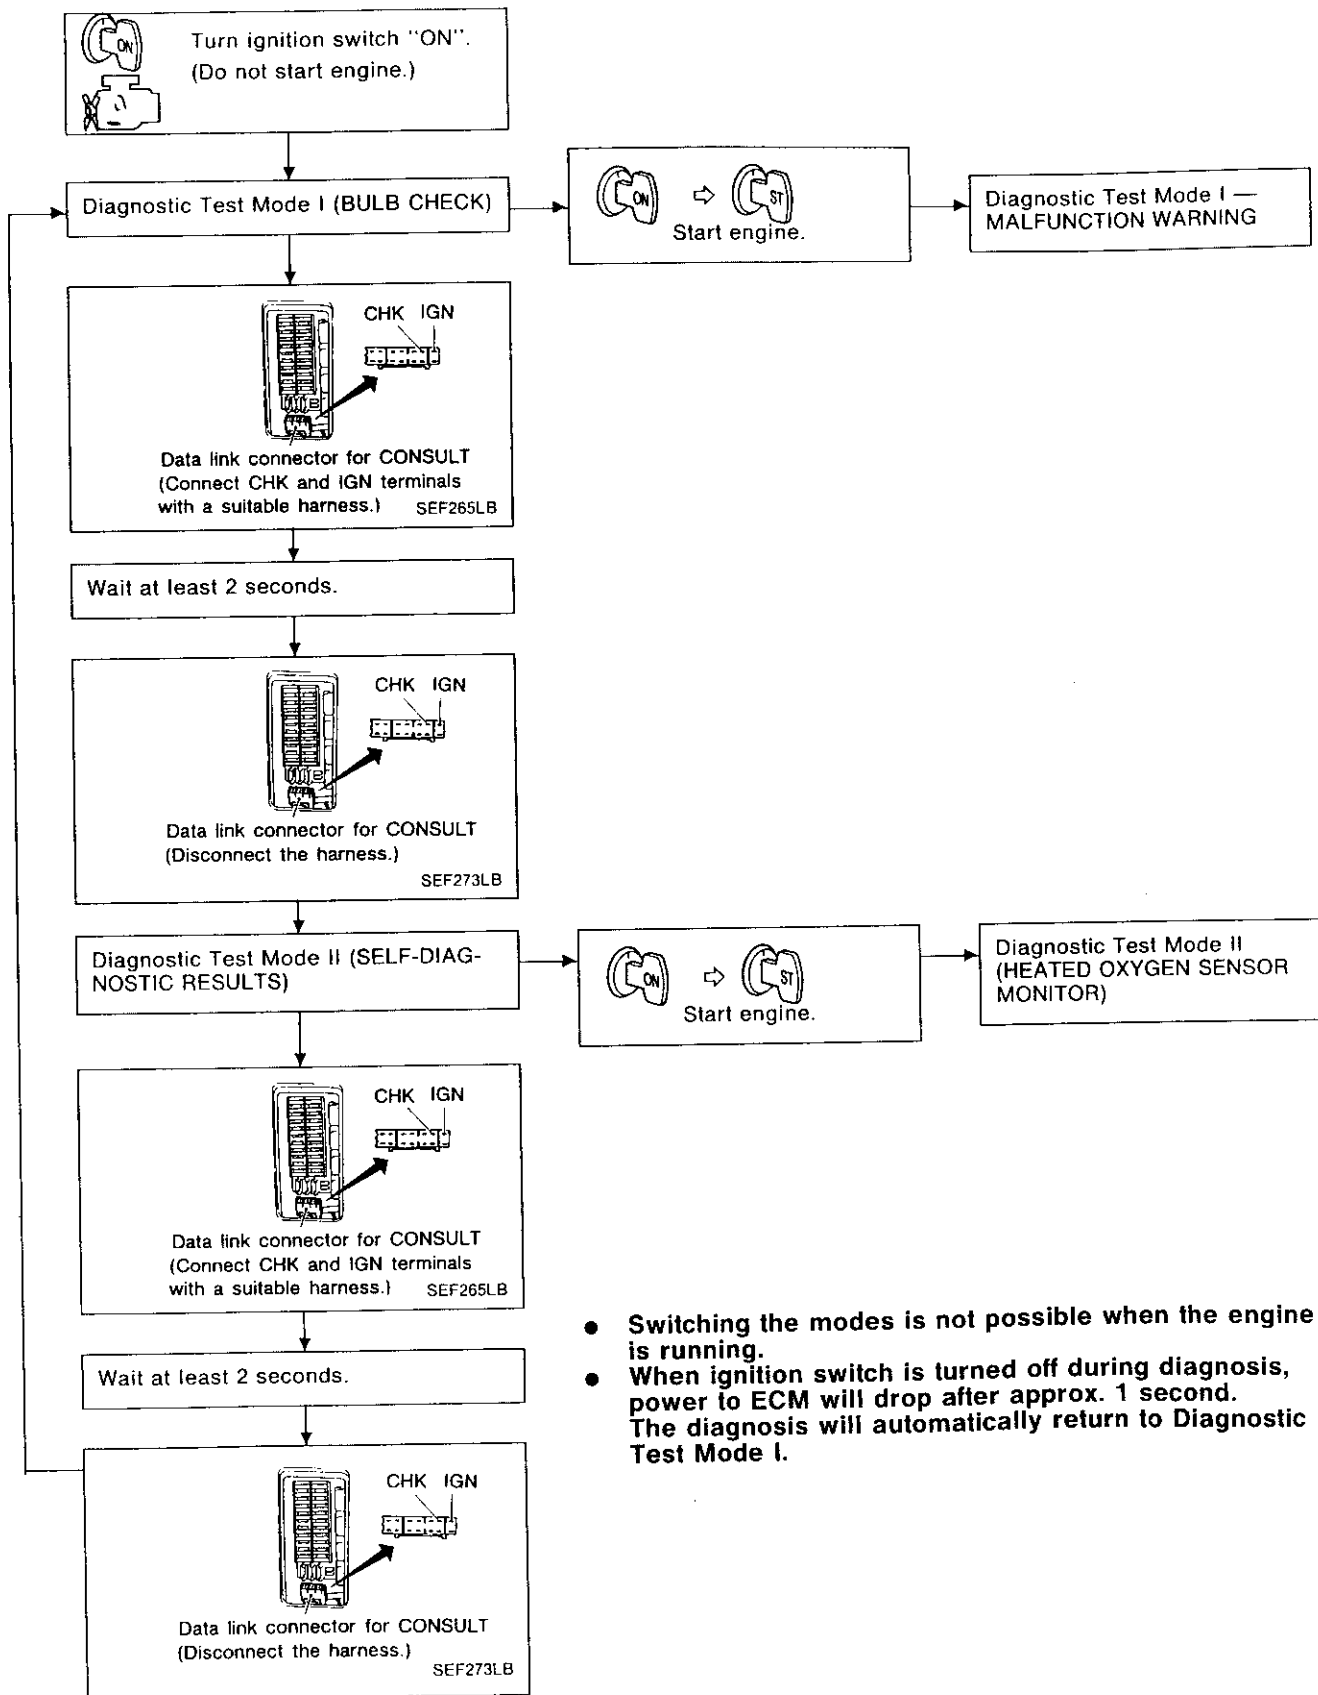 ON
Turn ignition switch "ON".
(Do not start engine.)
Diagnostic Test Mode I (BULB CHECK)
ON
ST
Start engine.
Diagnostic Test Mode I —
MALFUNCTION WARNING
CHK IGN
Data link connector for CONSULT
(Connect CHK and IGN terminals
with a suitable harness.)
SEF265LB
Wait at least 2 seconds.
CHK IGN
Data link connector for CONSULT
(Disconnect the harness.)
SEF273LB
Diagnostic Test Mode II (SELF-DIAG-
NOSTIC RESULTS)
ON
ST
Start engine.
Diagnostic Test Mode II
(HEATED OXYGEN SENSOR
MONITOR)
CHK IGN
Data link connector for CONSULT
(Connect CHK and IGN terminals
with a suitable harness.)
SEF265LB
Wait at least 2 seconds.
CHK IGN
Data link connector for CONSULT
(Disconnect the harness.)
SEF273LB
● Switching the modes is not possible when the engine
is running.
● When ignition switch is turned off during diagnosis,
power to ECM will drop after approx. 1 second.
The diagnosis will automatically return to Diagnostic
Test Mode I.